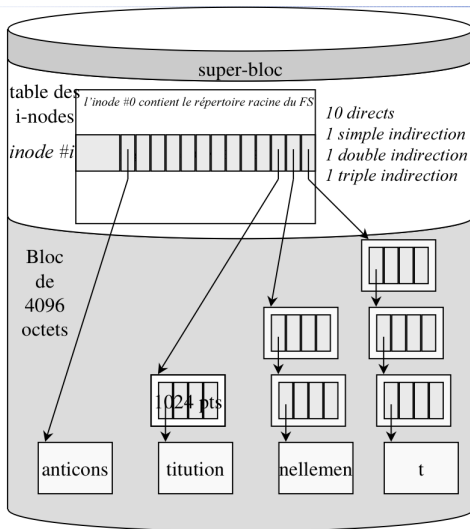 super-bloc
table des
i-nodes
inode #i
l'inode #0 contient le répertoire racine du FS
10 directs
1 simple indirection
1 double indirection
1 triple indirection
Bloc
de
4096
octets
1024 pts
anticons
titution
nellemen
t